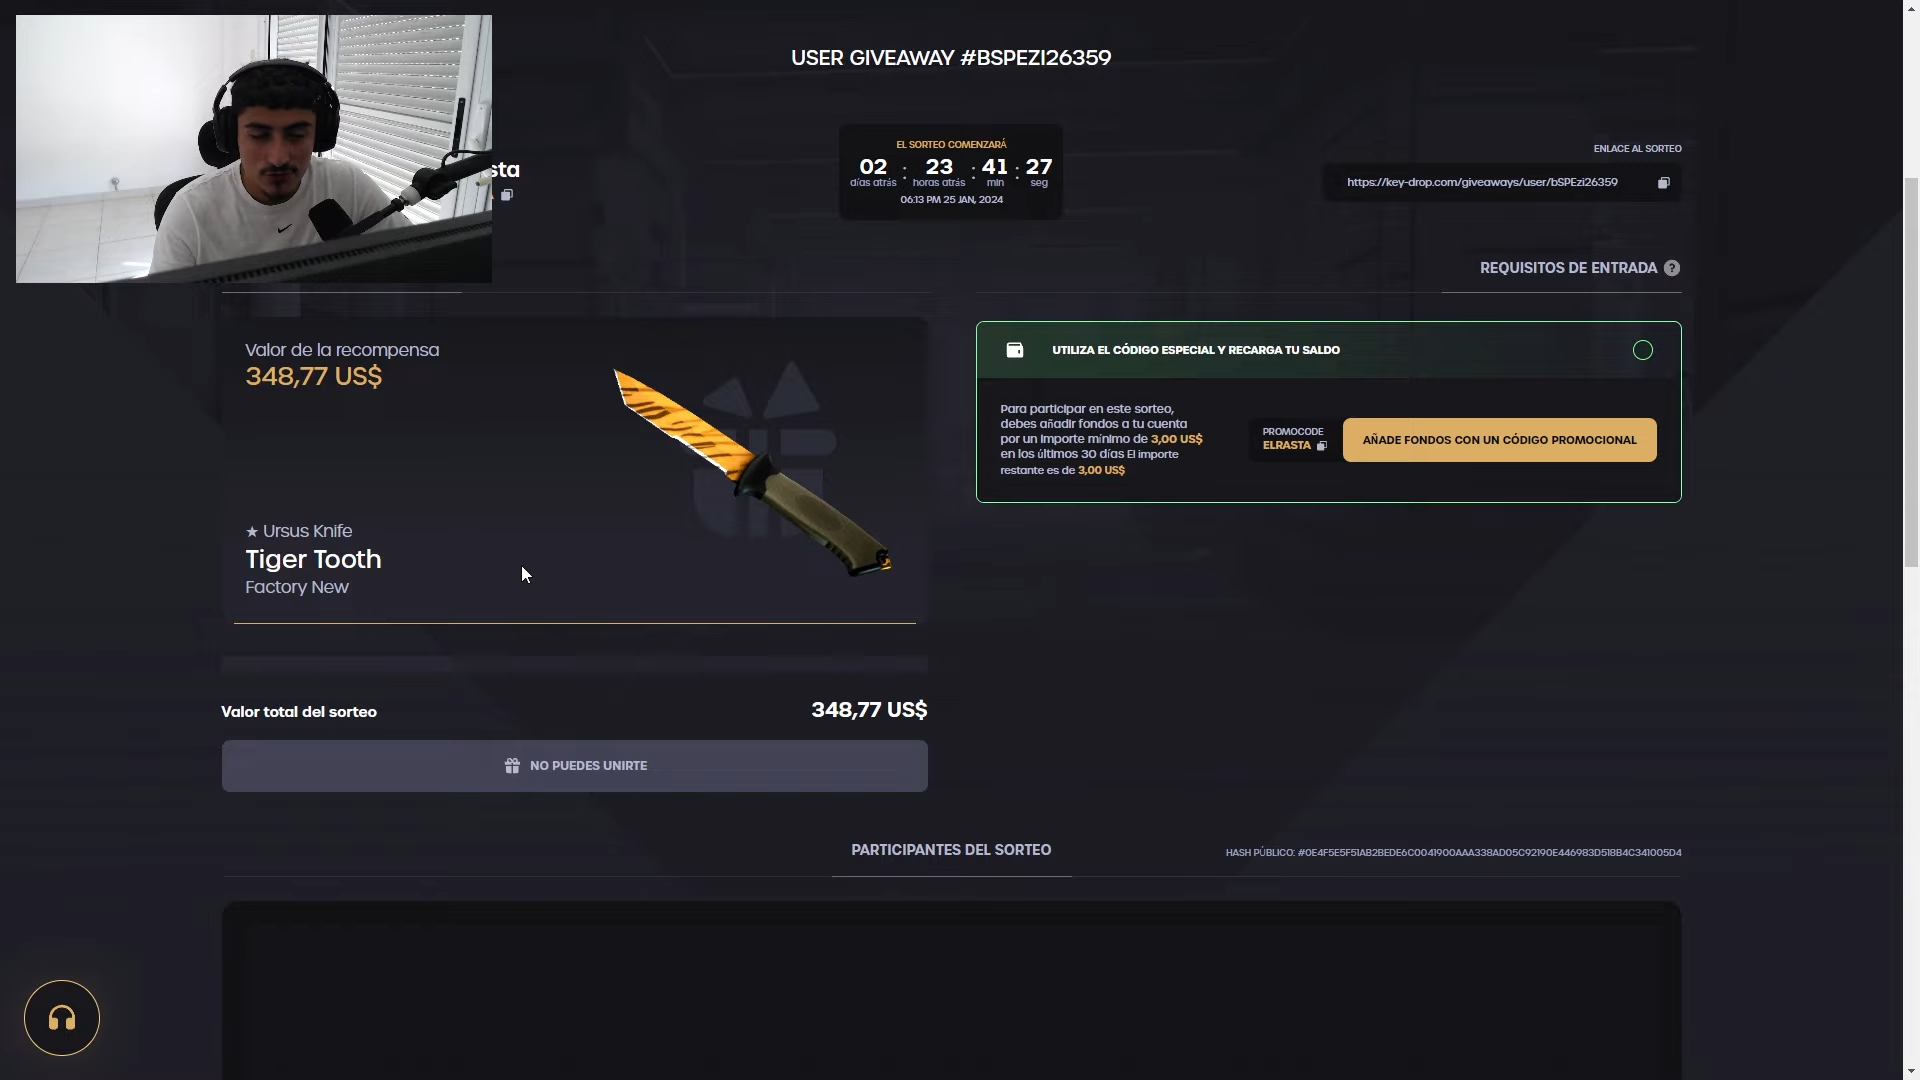 USER GIVEAWAY #BSPEZI26359
sta
EL SORTEO COMENZARÁ
02 : 23 : 41 : 27
días atrás horas atrás min seg
06:13 PM 25 JAN, 2024
ENLACE AL SORTEO
https://key-drop.com/giveaways/user/bSPEzi26359
REQUISITOS DE ENTRADA ?
Valor de la recompensa
348,77 US$
★ Ursus Knife
Tiger Tooth
Factory New
UTILIZA EL CÓDIGO ESPECIAL Y RECARGA TU SALDO
Para participar en este sorteo,
debes añadir fondos a tu cuenta
por un importe mínimo de 3,00 US$
en los últimos 30 días El importe
restante es de 3,00 US$
PROMOCODE
ELRASTA
AÑADE FONDOS CON UN CÓDIGO PROMOCIONAL
Valor total del sorteo
348,77 US$
NO PUEDES UNIRTE
PARTICIPANTES DEL SORTEO
HASH PÚBLICO: #0E4F5E5F51AB2BEDE6C0041900AAA338AD05C92190E446983D518B4C341005D4